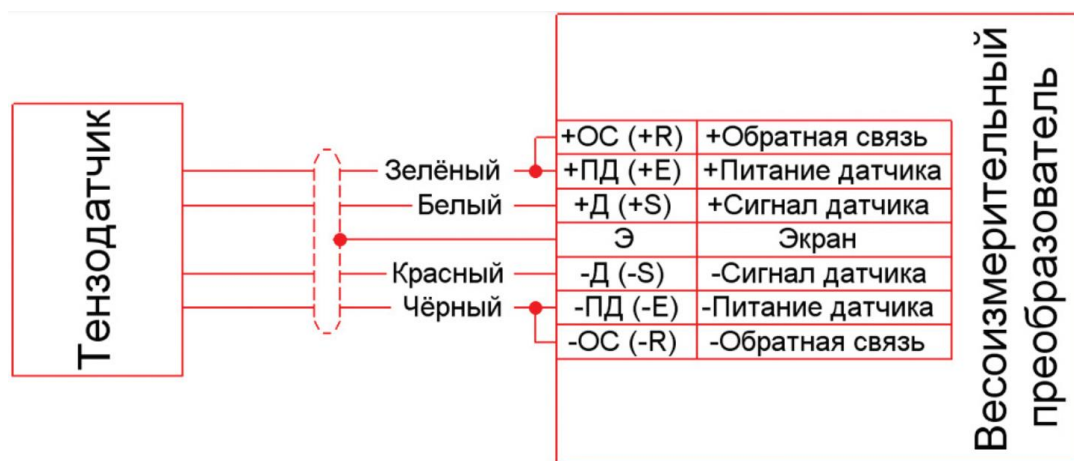 Тензодатчик
Зелёный
Белый
Красный
Чёрный
+ОС (+R) +Обратная связь
+ПД (+E) +Питание датчика
+Д (+S) +Сигнал датчика
Э Экран
-Д (-S) -Сигнал датчика
-ПД (-E) -Питание датчика
-ОС (-R) -Обратная связь
Весоизмерительный
преобразователь